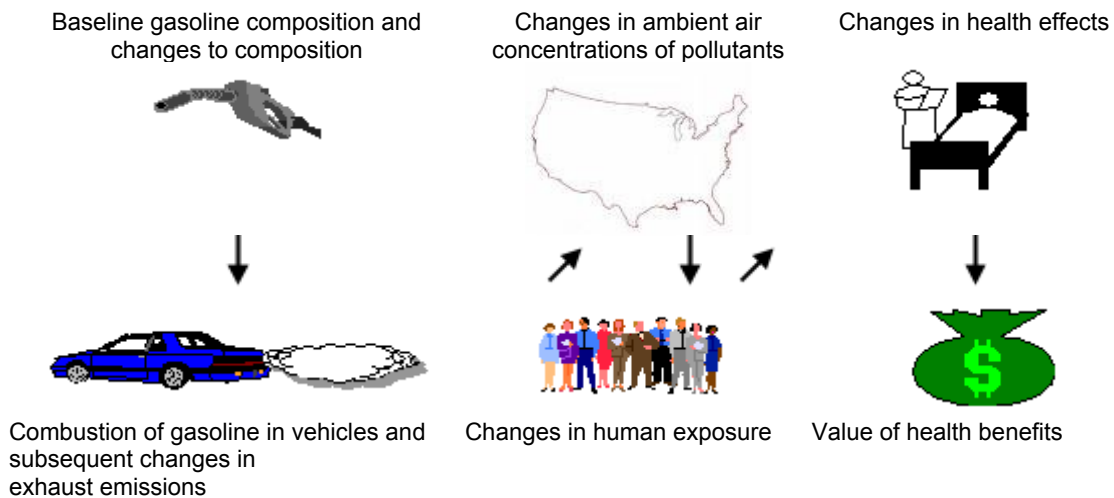 Baseline gasoline composition and
changes to composition
Changes in ambient air
concentrations of pollutants
Changes in health effects
$
Combustion of gasoline in vehicles and
subsequent changes in
exhaust emissions
Changes in human exposure
Value of health benefits